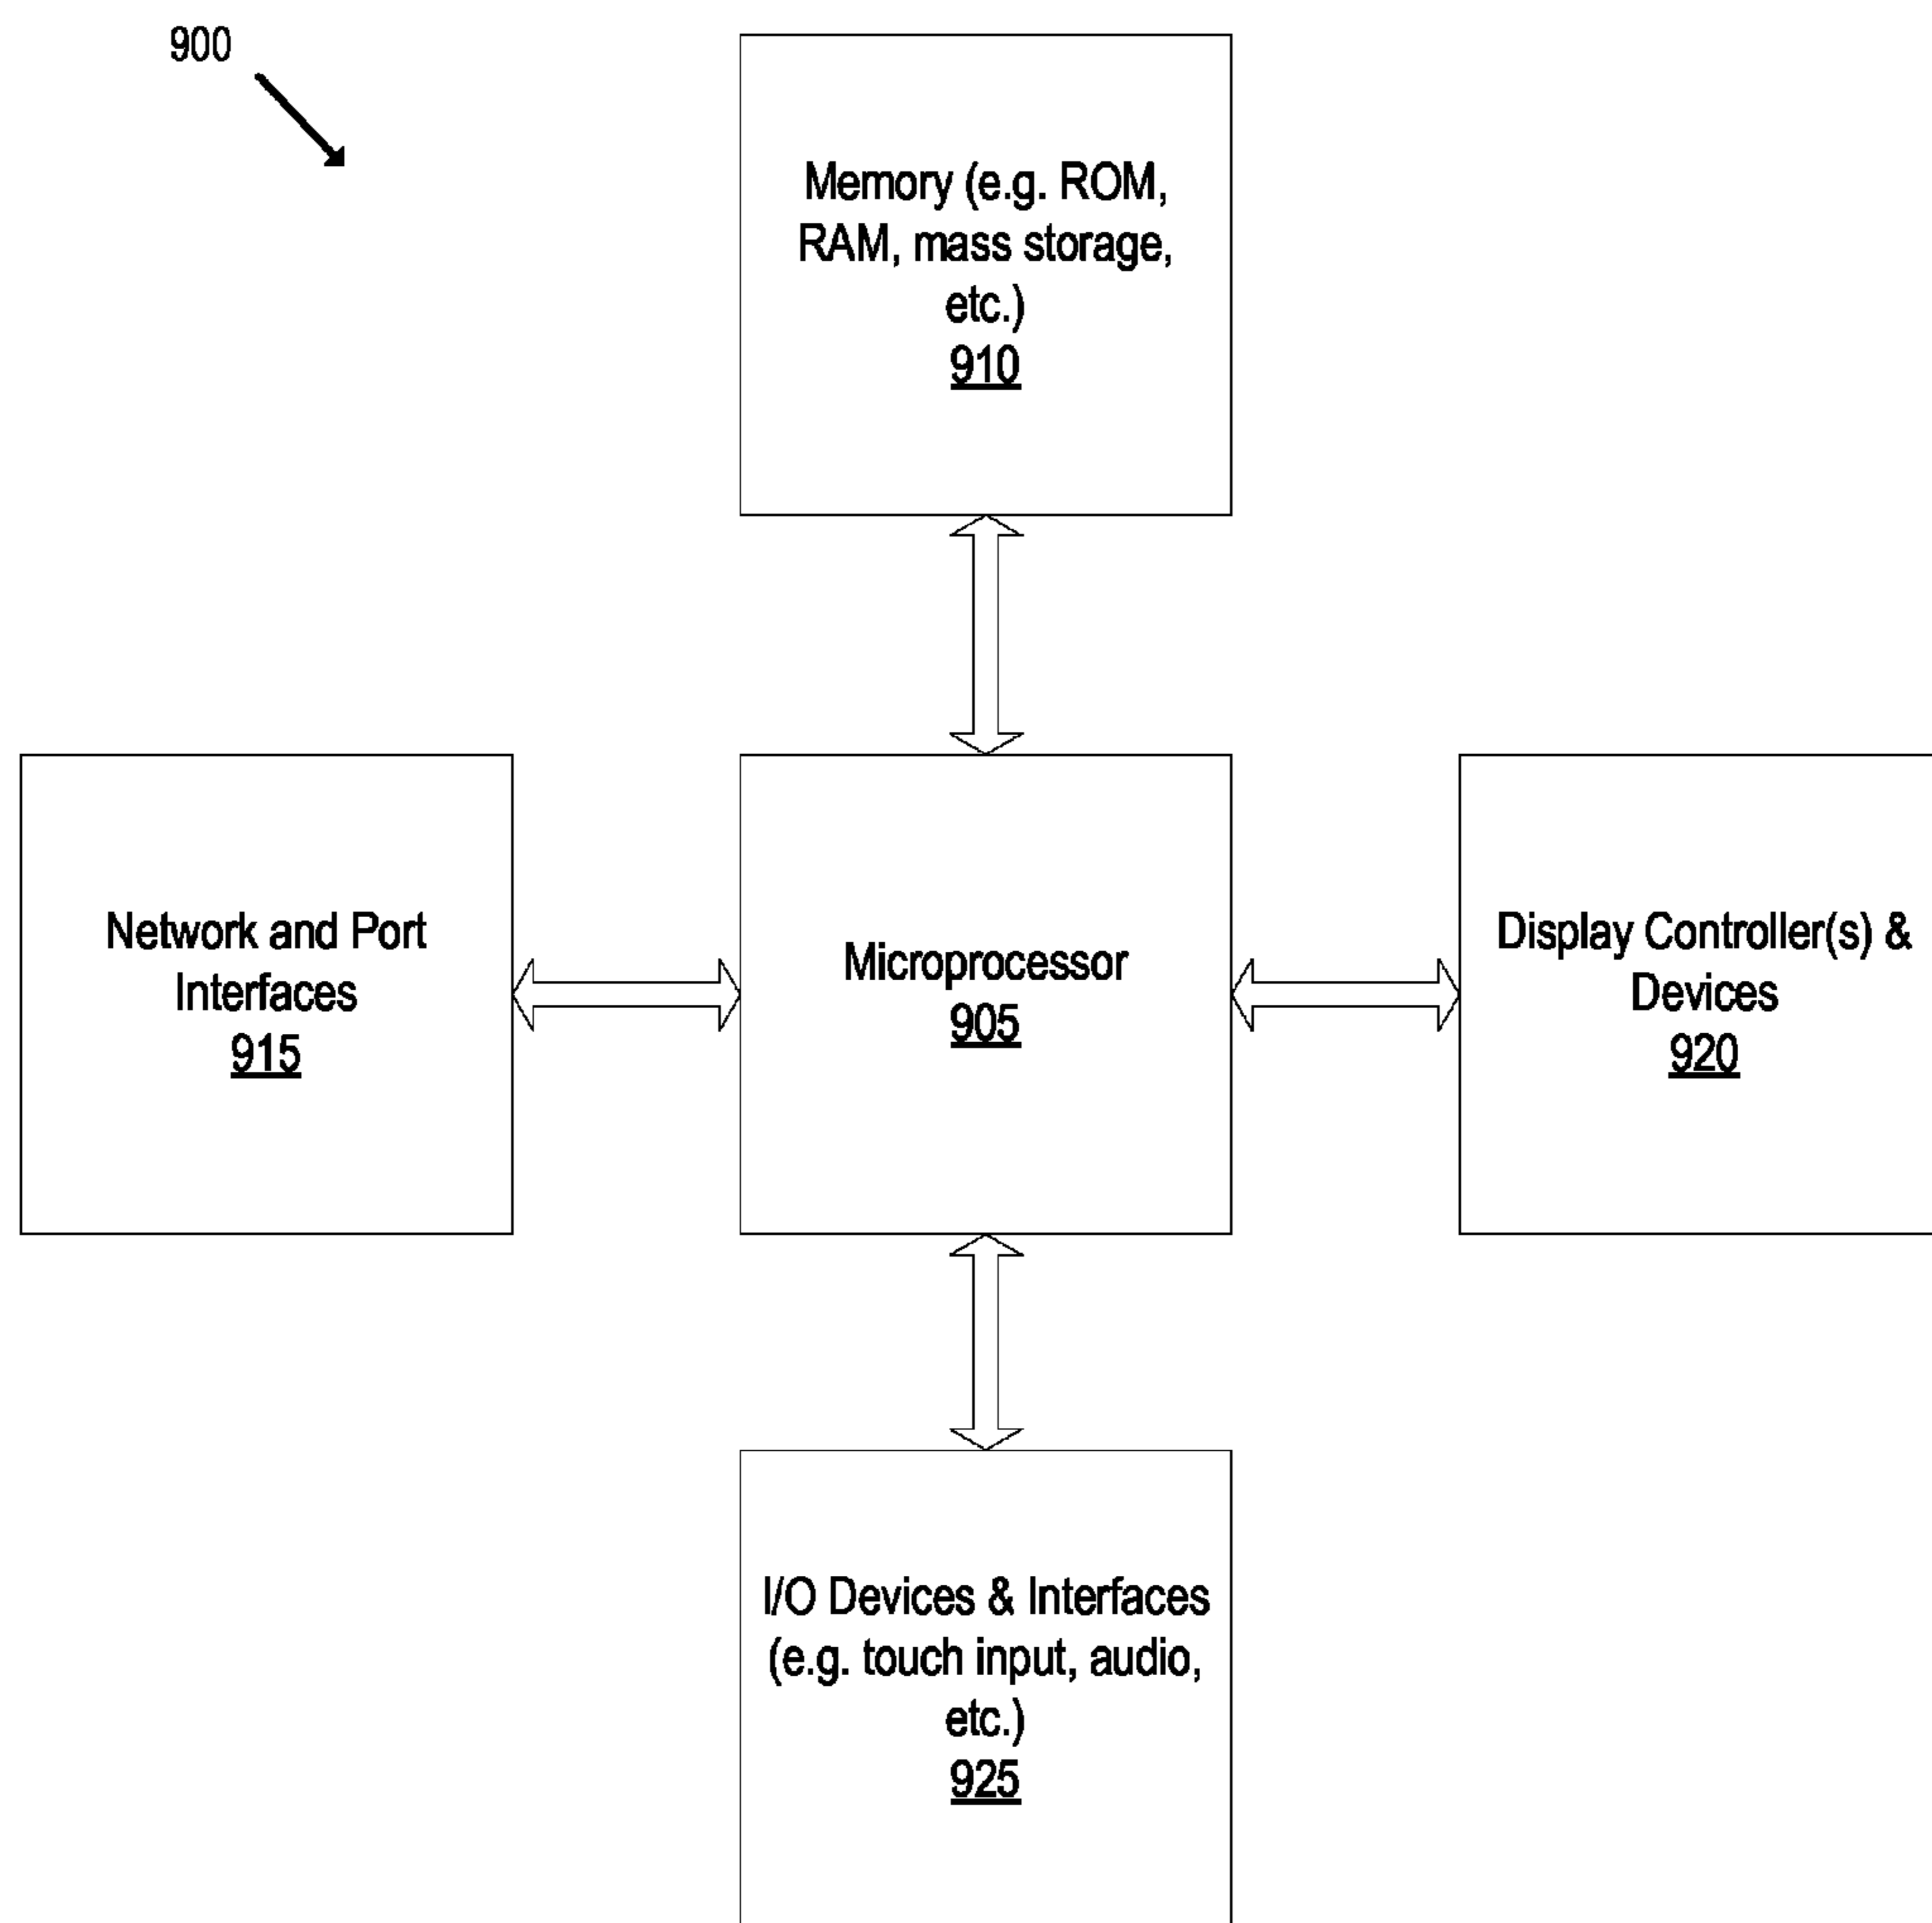 900
Memory (e.g. ROM,
RAM, mass storage,
etc.)
910
Network and Port
Interfaces
915
Microprocessor
905
Display Controller(s) &
Devices
920
I/O Devices & Interfaces
(e.g. touch input, audio,
etc.)
925